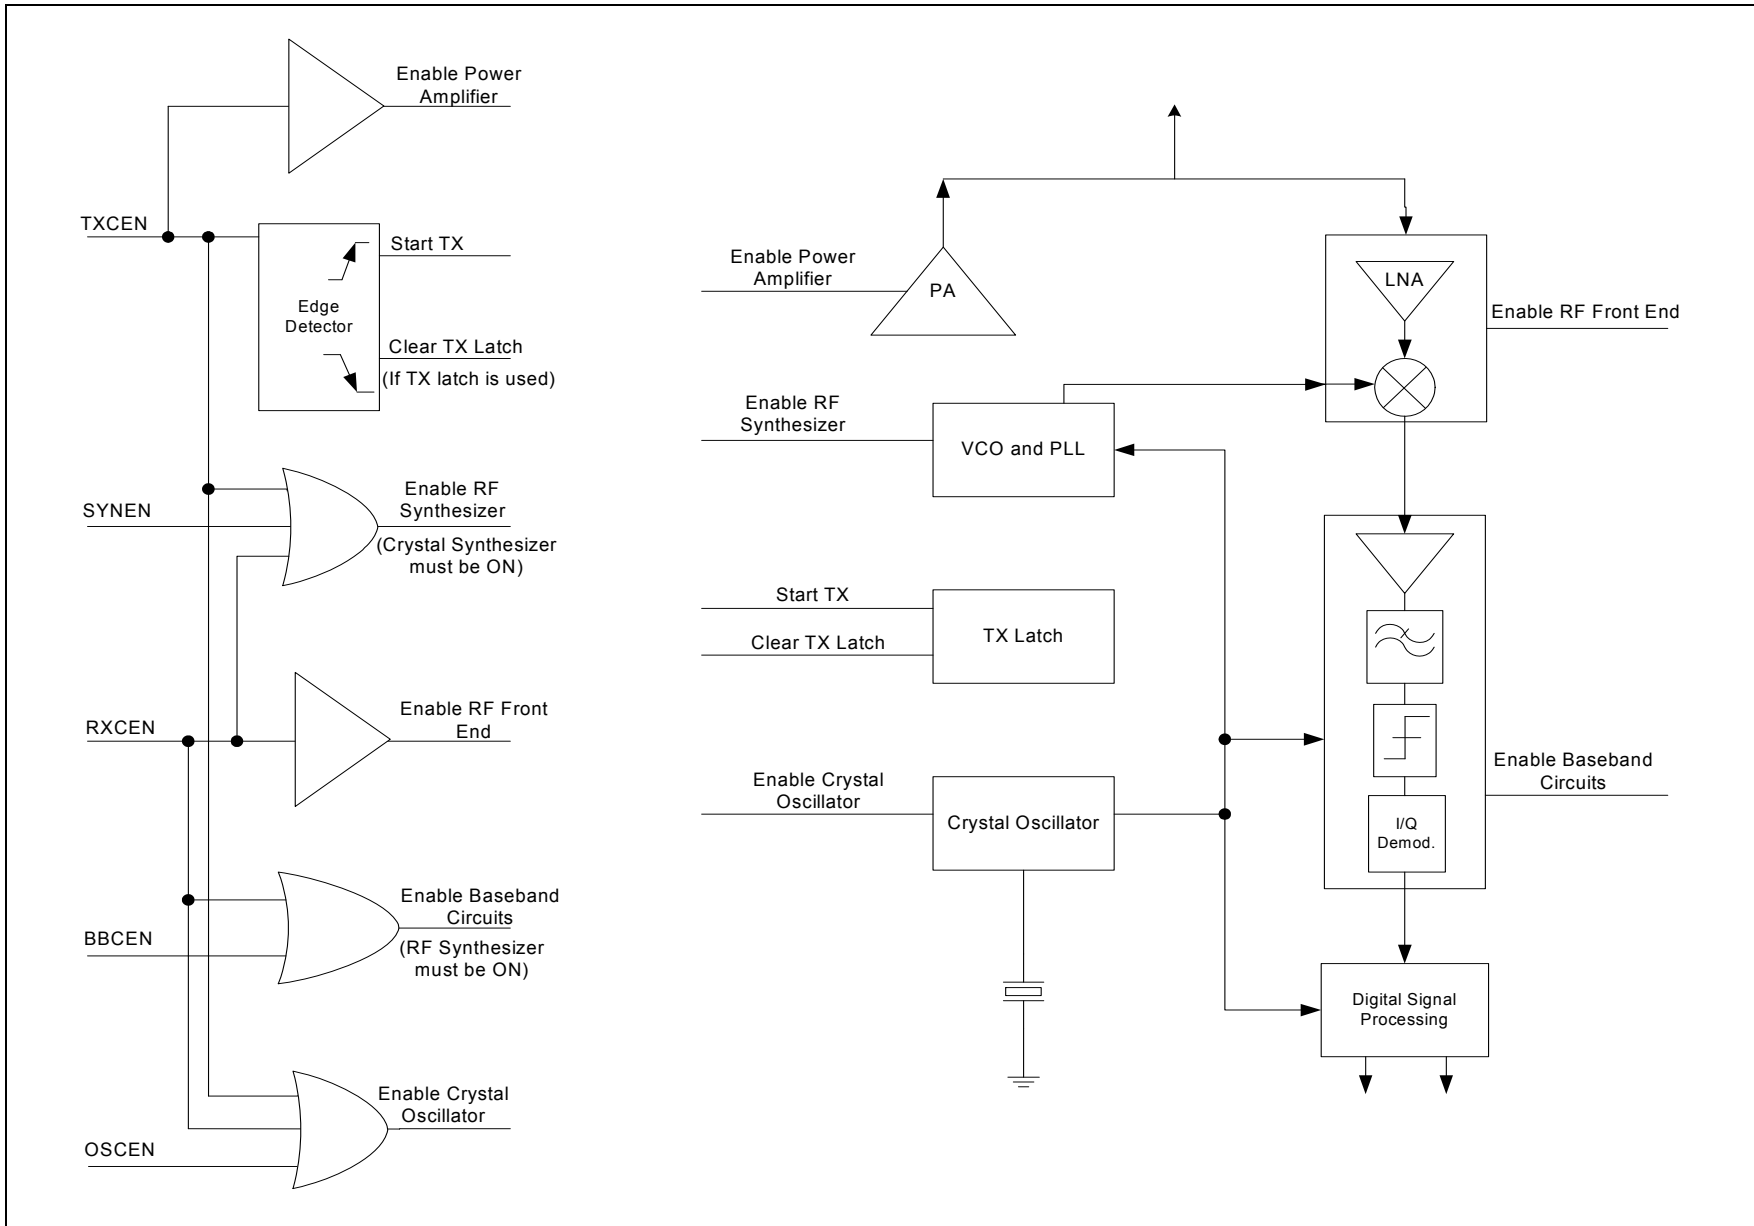 Enable Power
Amplifier
TXCEN
Start TX
Edge
Detector
Clear TX Latch
(If TX latch is used)
SYNEN
Enable RF
Synthesizer
(Crystal Synthesizer
must be ON)
RXCEN
Enable RF Front
End
BBCEN
Enable Baseband
Circuits
(RF Synthesizer
must be ON)
OSCEN
Enable Crystal
Oscillator
Enable Power
Amplifier
PA
LNA
Enable RF Front End
Enable RF
Synthesizer
VCO and PLL
Start TX
Clear TX Latch
TX Latch
Enable Crystal
Oscillator
Crystal Oscillator
I/Q
Demod.
Enable Baseband
Circuits
Digital Signal
Processing